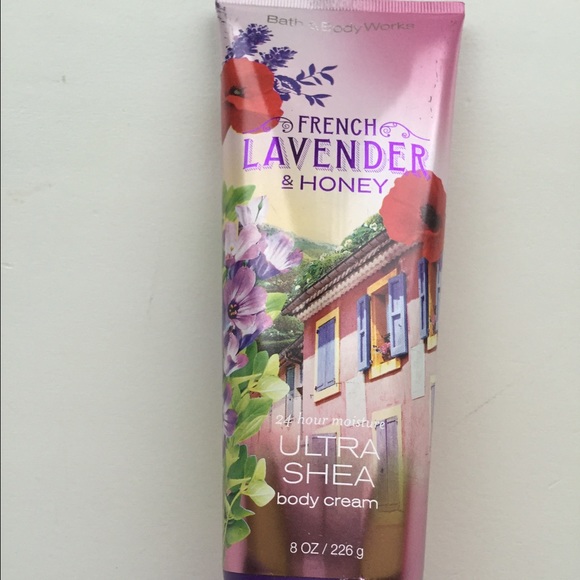 Bath & Body Works
FRENCH
LAVENDER
& HONEY
24 hour moisture
ULTRA
SHEA
body cream
8 OZ / 226 g